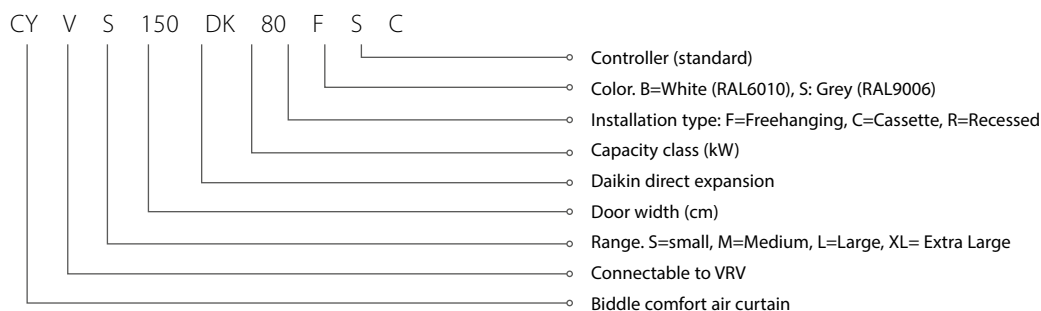 CY V S 150 DK 80 F S C
Controller (standard)
Color. B=White (RAL6010), S: Grey (RAL9006)
Installation type: F=Freehanging, C=Cassette, R=Recessed
Capacity class (kW)
Daikin direct expansion
Door width (cm)
Range. S=small, M=Medium, L=Large, XL= Extra Large
Connectable to VRV
Biddle comfort air curtain